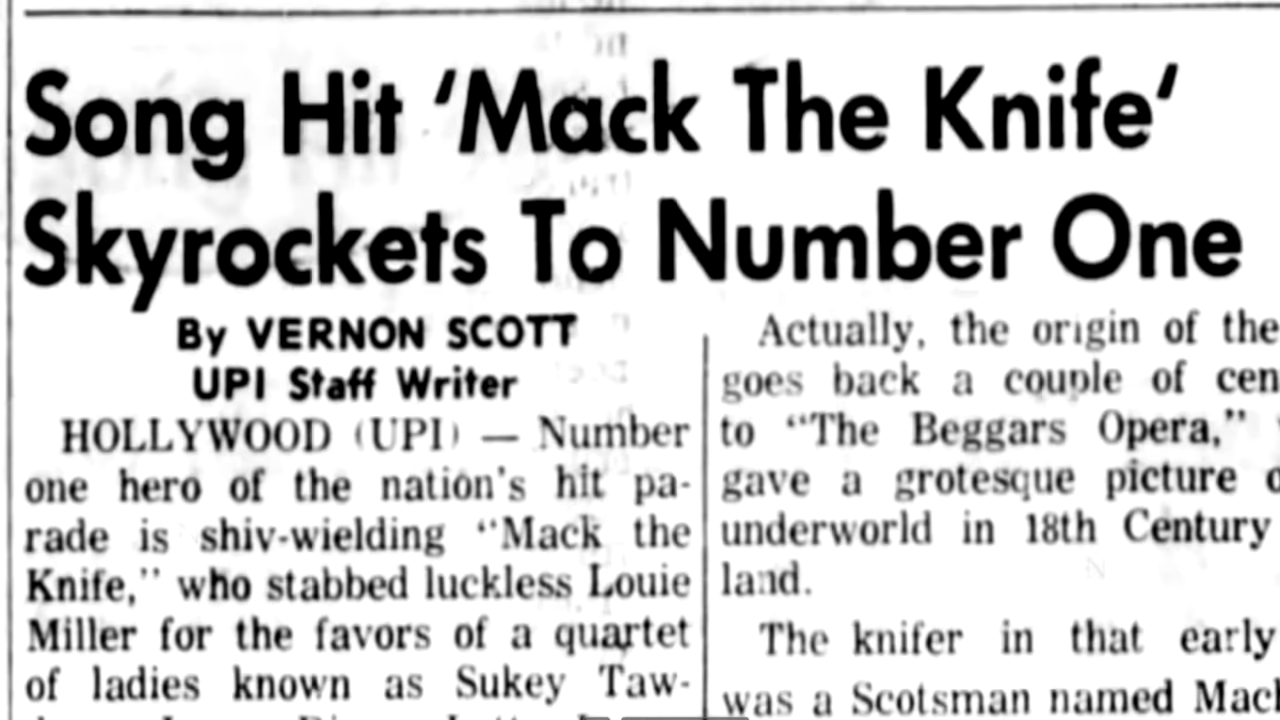 Song Hit 'Mack The Knife'
Skyrockets To Number One
By VERNON SCOTT
UPI Staff Writer
HOLLYWOOD (UPI) — Number
one hero of the nation's hit pa-
rade is shiv-wielding "Mack the
Knife," who stabbed luckless Louie
Miller for the favors of a quartet
of ladies known as Sukey Taw-
Actually, the origin of the
goes back a couple of cen
to "The Beggars Opera,"
gave a grotesque picture
underworld in 18th Century
land.
The knifer in that early
was a Scotsman named Mac